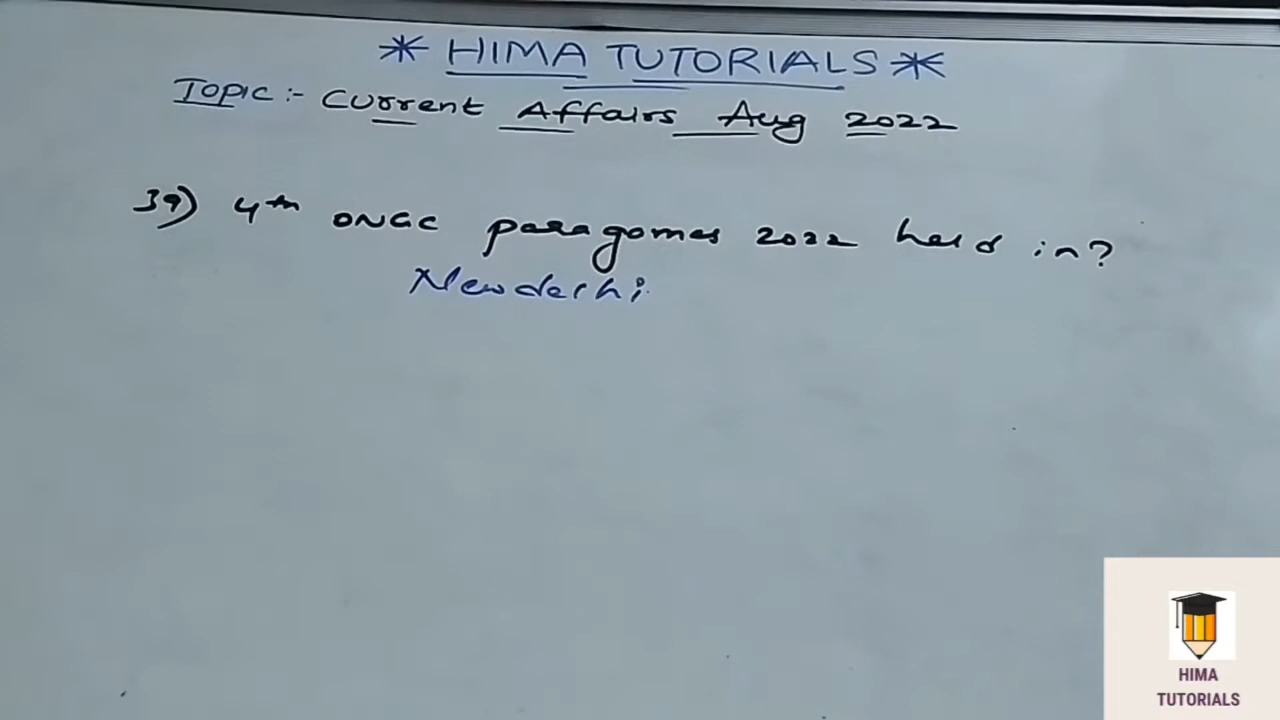 * HIMA TUTORIALS *
Topic:- Current Affairs Aug 2022
39) 4th ONGC paragames 2022 held in?
Newdelhi
HIMA
TUTORIALS